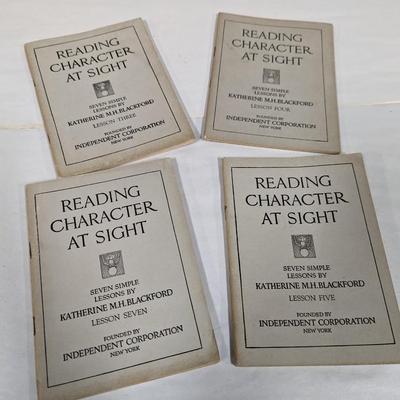 READING
CHARACTER
AT SIGHT
SEVEN SIMPLE
LESSONS BY
KATHERINE M.H. BLACKFORD
LESSON THREE
FOUNDED BY
INDEPENDENT CORPORATION
NEW YORK
READING
CHARACTER
AT SIGHT
SEVEN SIMPLE
LESSONS BY
KATHERINE M.H. BLACKFORD
LESSON FOUR
FOUNDED BY
INDEPENDENT CORPORATION
NEW YORK
READING
CHARACTER
AT SIGHT
SEVEN SIMPLE
LESSONS BY
KATHERINE M.H. BLACKFORD
LESSON SEVEN
FOUNDED BY
INDEPENDENT CORPORATION
NEW YORK
READING
CHARACTER
AT SIGHT
SEVEN SIMPLE
LESSONS BY
KATHERINE M.H. BLACKFORD
LESSON FIVE
FOUNDED BY
INDEPENDENT CORPORATION
NEW YORK